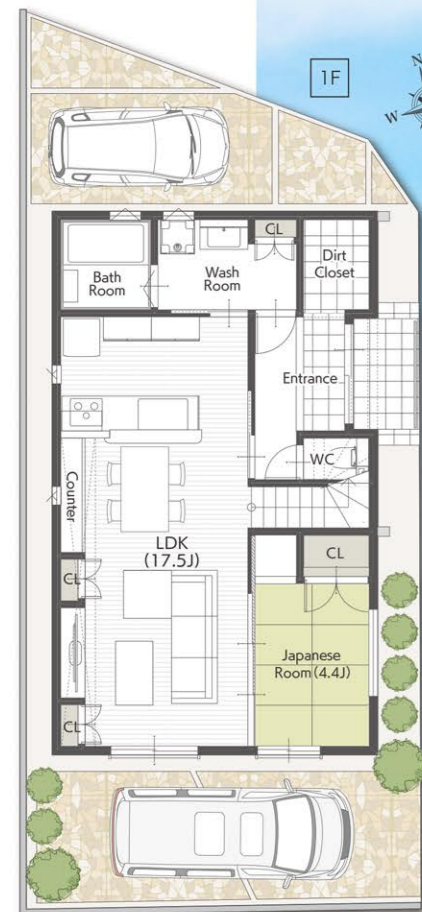 1F
N
W
CL
Dirt
Closet
Bath
Room
Wash
Room
Entrance
WC
Counter
LDK
(17.5J)
CL
CL
Japanese
Room (4.4J)
CL